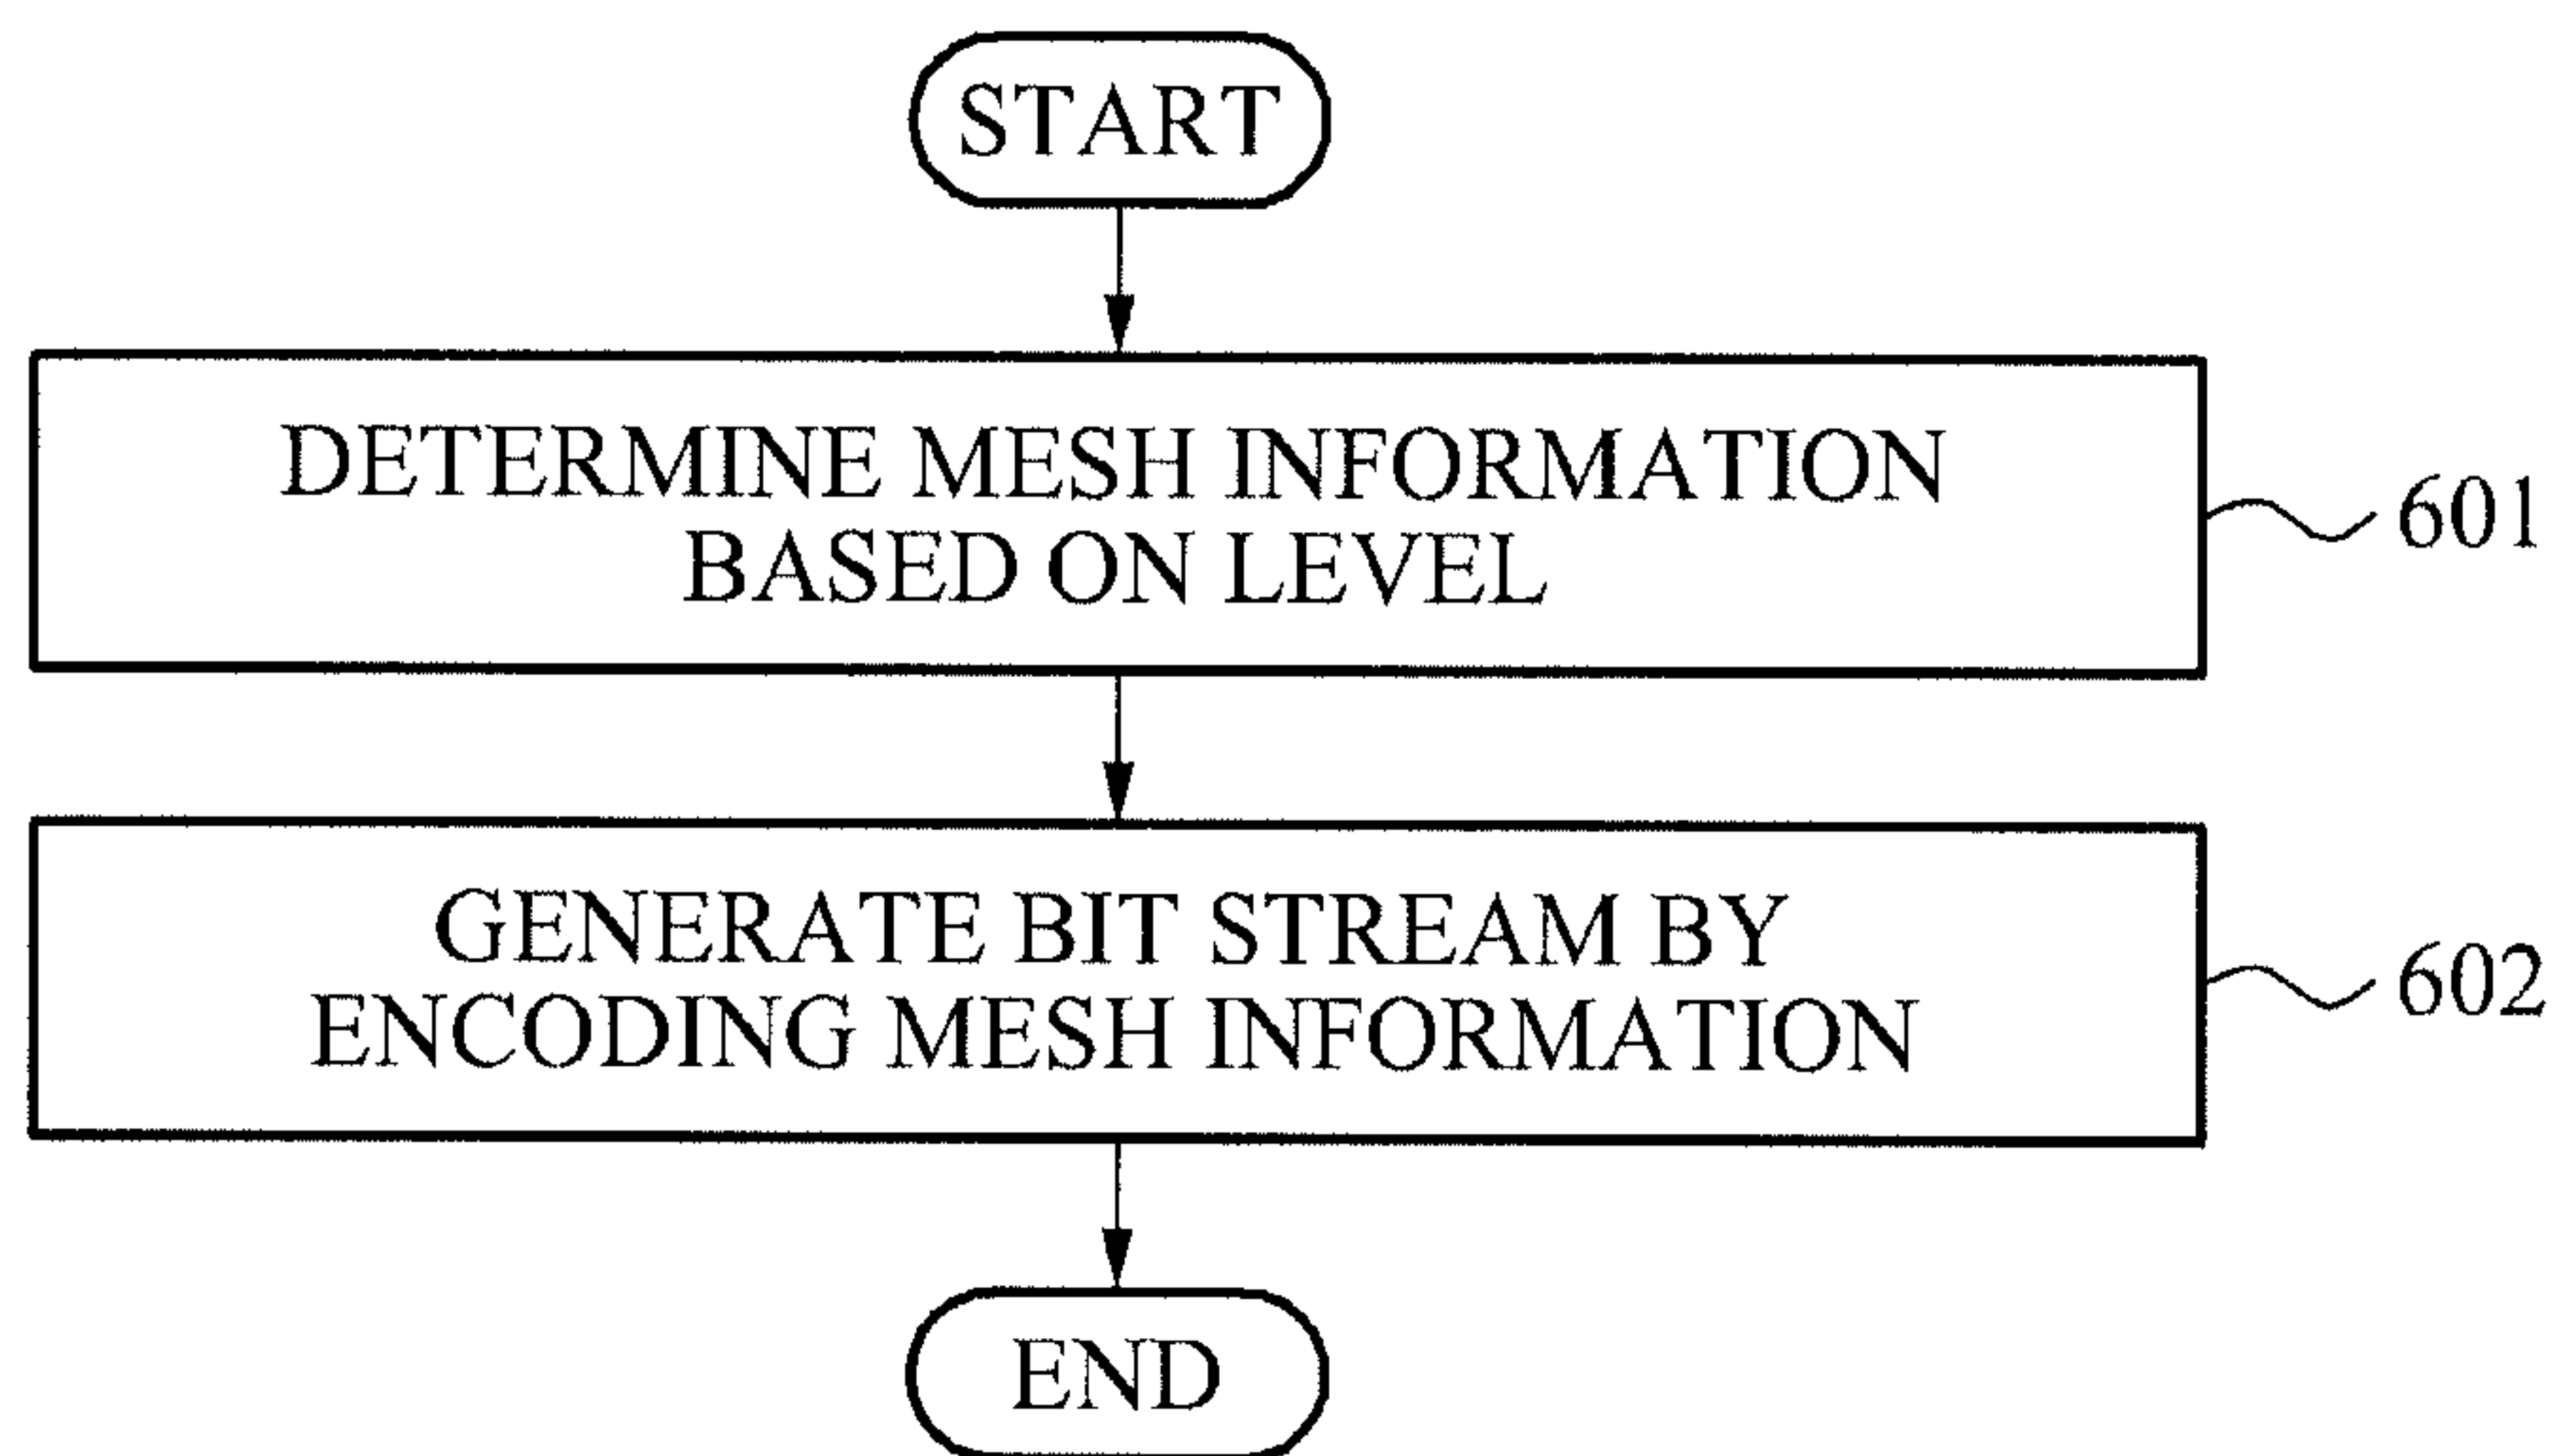 START
DETERMINE MESH INFORMATION
BASED ON LEVEL
601
GENERATE BIT STREAM BY
ENCODING MESH INFORMATION
602
END